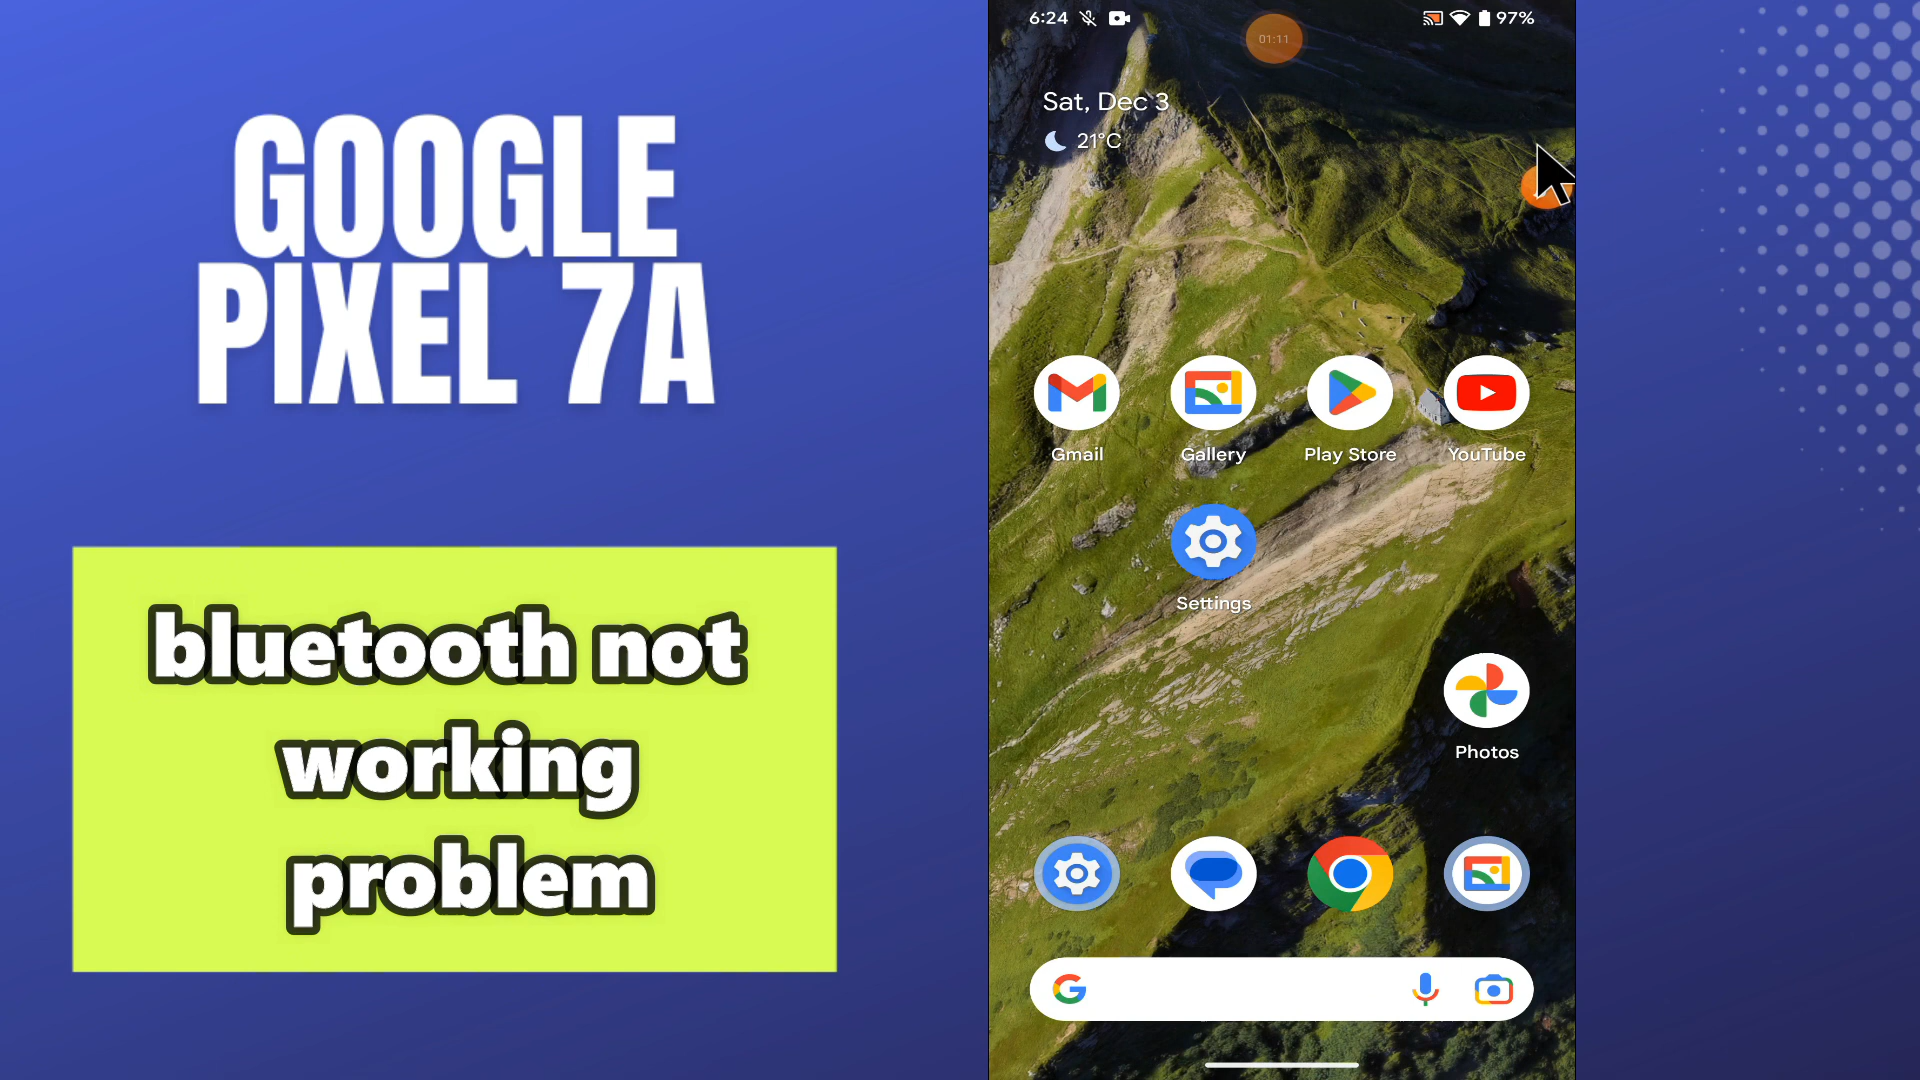 GOOGLE
PIXEL 7A
bluetooth not
working
problem
6:24
97%
01:11
Sat, Dec 3
21°C
Gmail
Gallery
Play Store
YouTube
Settings
Photos